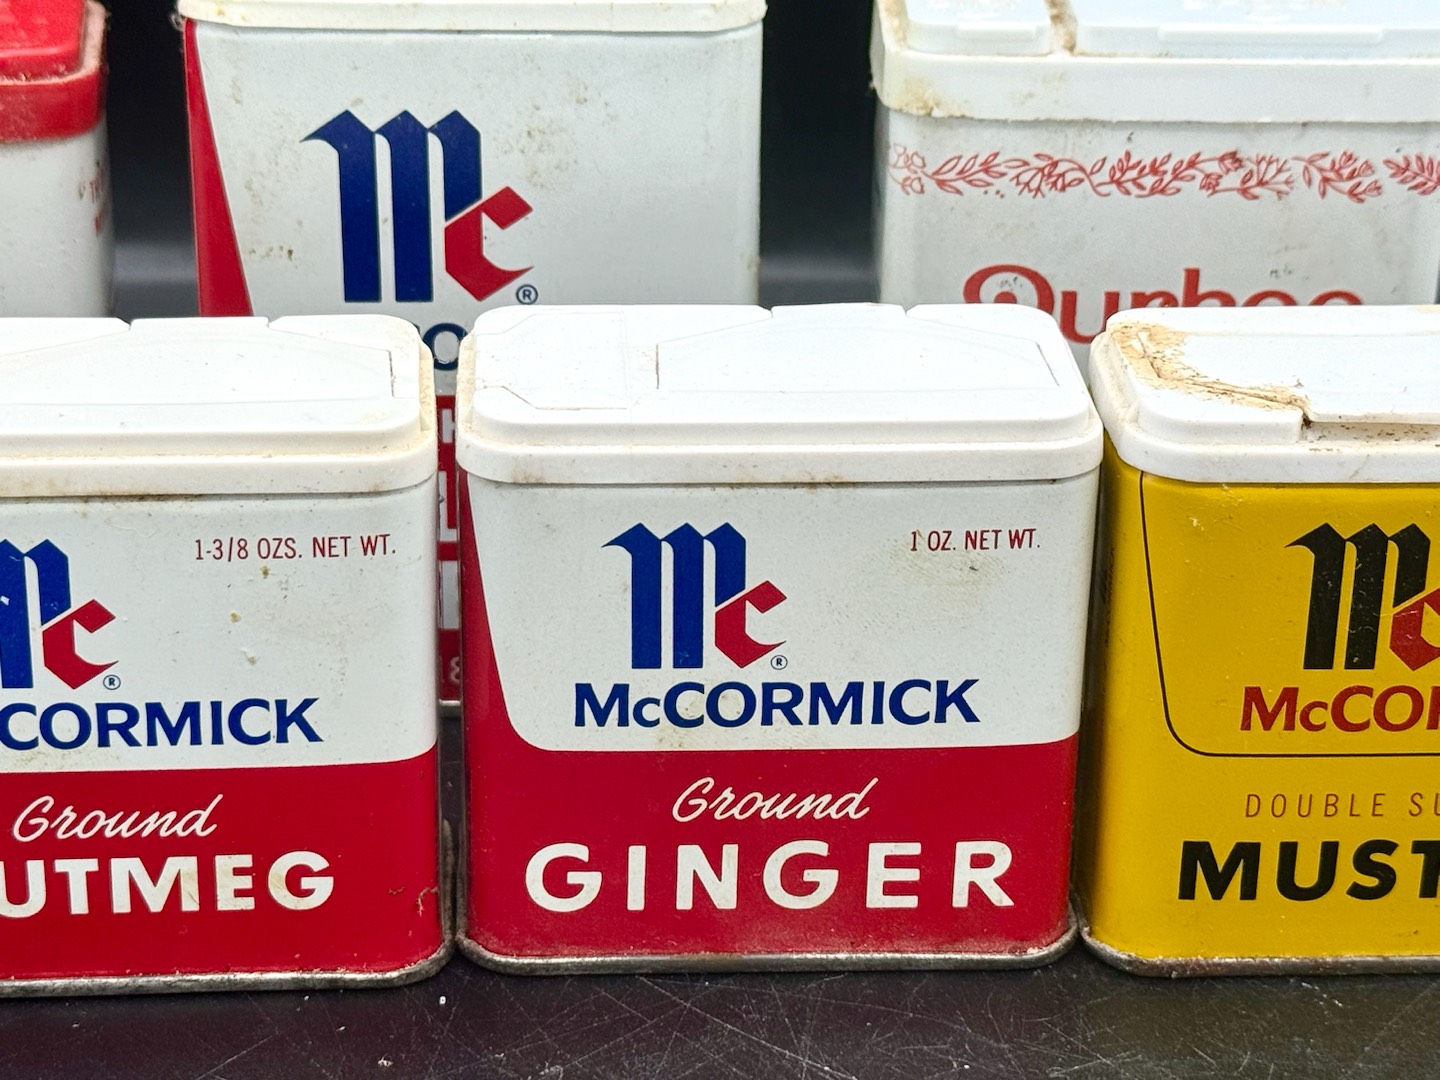 Mc®
Durkee
1-3/8 OZS. NET WT.
Mc®
CORMICK
Ground
UTMEG
1 OZ. NET WT.
Mc®
McCORMICK
Ground
GINGER
Mc
McCOR
DOUBLE SU
MUST